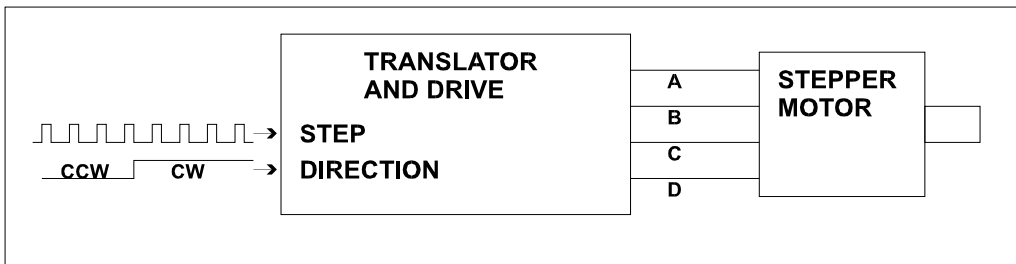 TRANSLATOR
AND DRIVE
STEP
DIRECTION
CCW CW
A
B
C
D
STEPPER
MOTOR